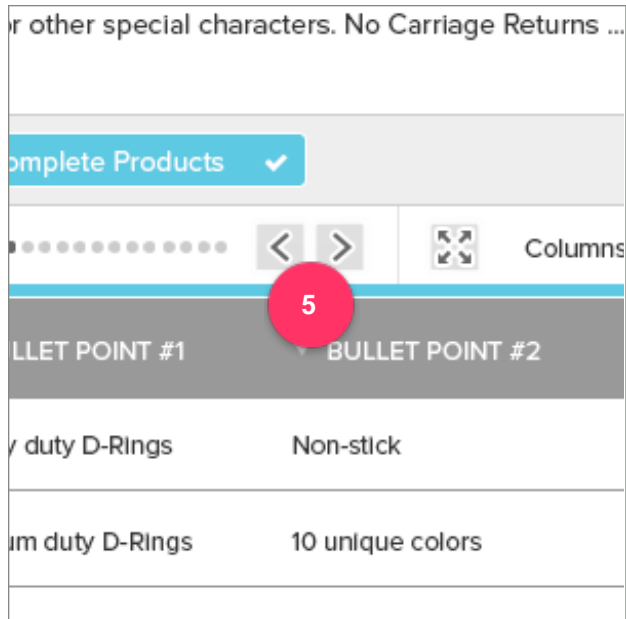 r other special characters. No Carriage Returns ...
omplete Products
Columns
5
LLET POINT #1 BULLET POINT #2
y duty D-Rings Non-stick
um duty D-Rings 10 unique colors